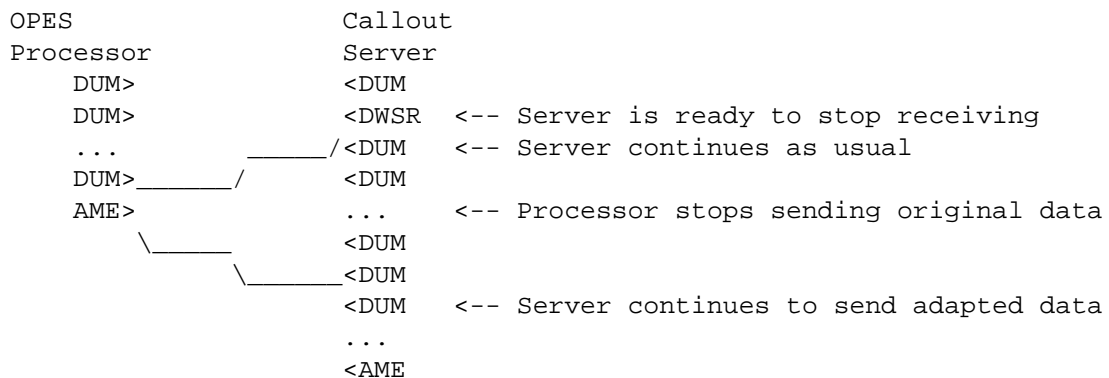 OPES                    Callout
Processor               Server
    DUM>                <DUM
    DUM>                <DWSR  <-- Server is ready to stop receiving
    ...          _____/<DUM   <-- Server continues as usual
    DUM>______/         <DUM
    AME>                ...    <-- Processor stops sending original data
        \_____          <DUM
               \______<DUM
                        <DUM   <-- Server continues to send adapted data
                        ...
                        <AME